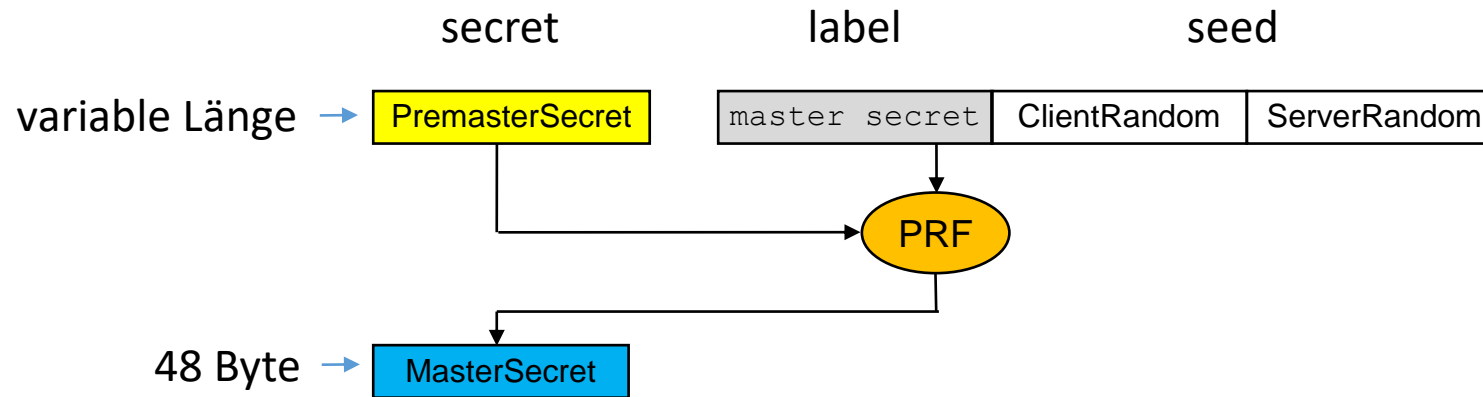 secret label seed
variable Länge PremasterSecret master secret ClientRandom ServerRandom
PRF
48 Byte MasterSecret